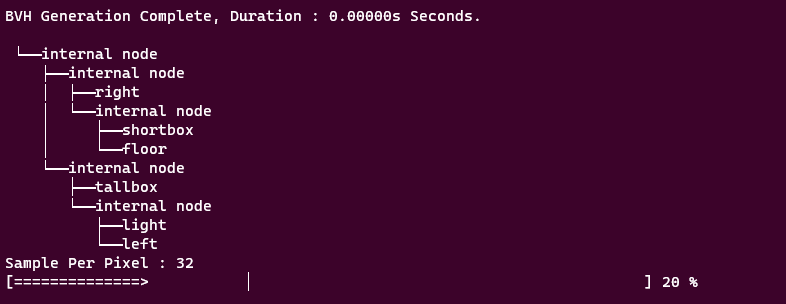 BVH Generation Complete, Duration : 0.00000s Seconds.
└──internal node
├──internal node
│ ├──right
│ └──internal node
│ ├──shortbox
│ └──floor
└──internal node
├──tallbox
└──internal node
├──light
└──left
Sample Per Pixel : 32
[==============> ] 20 %